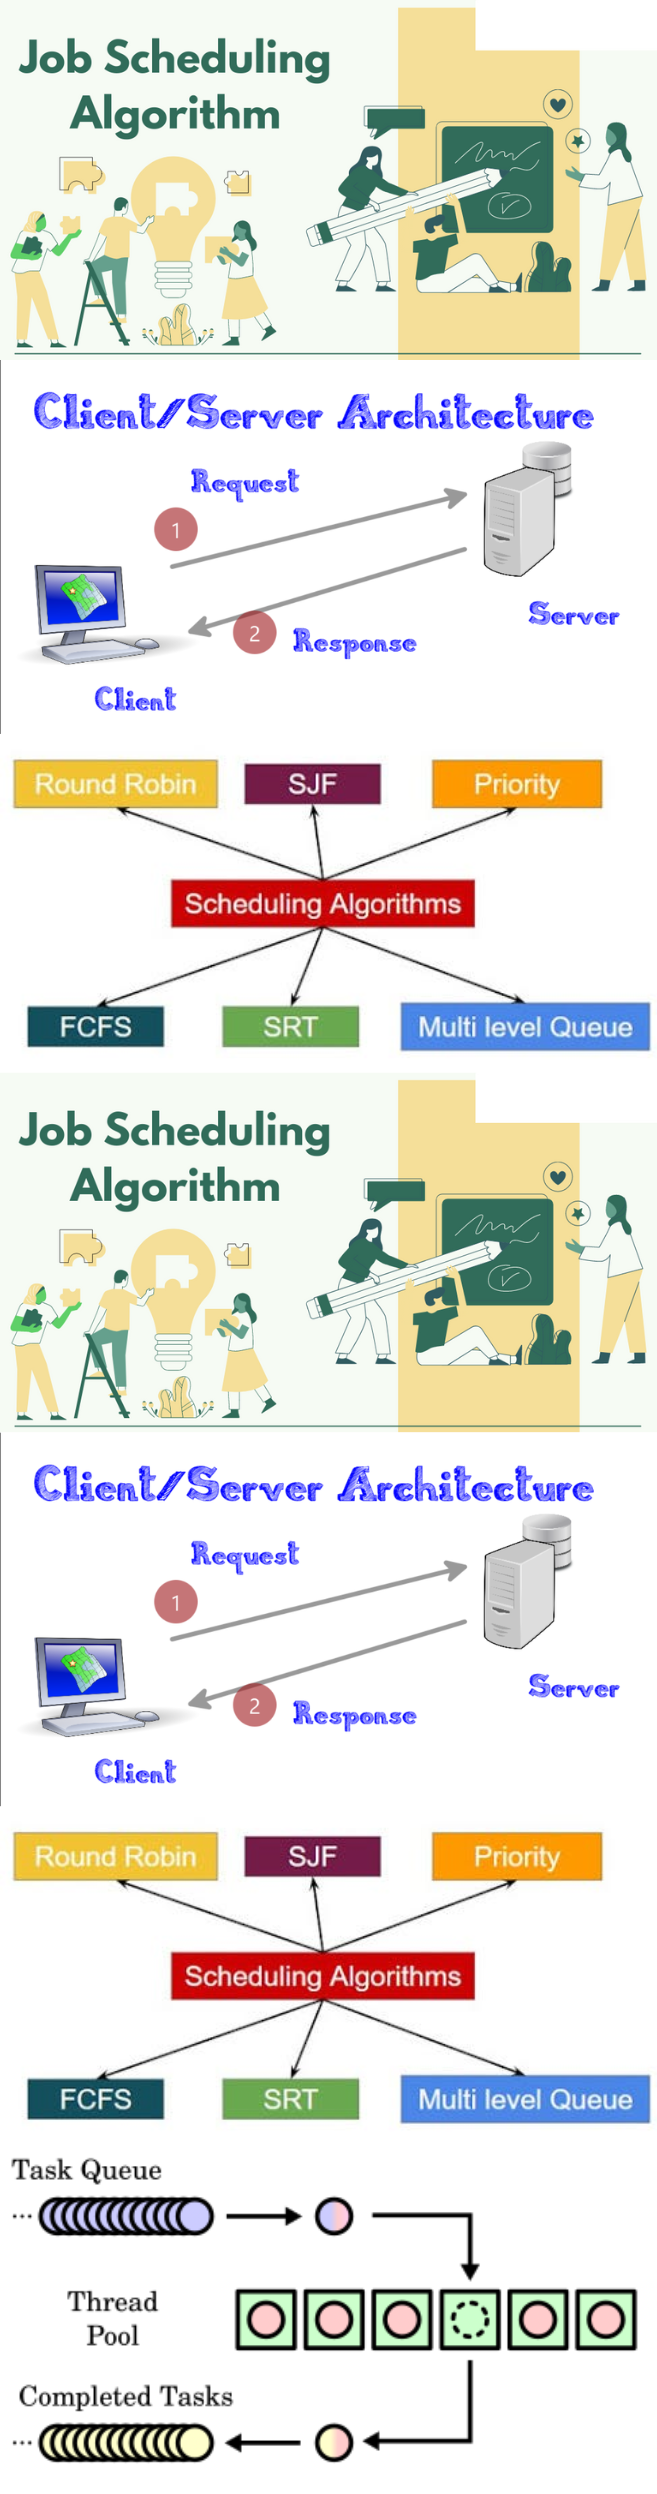 Job Scheduling
Algorithm
Client/Server Architecture
Request
1
Server
2
Response
Client
Round Robin
SJF
Priority
Scheduling Algorithms
FCFS
SRT
Multi level Queue
Job Scheduling
Algorithm
Client/Server Architecture
Request
1
Server
2
Response
Client
Round Robin
SJF
Priority
Scheduling Algorithms
FCFS
SRT
Multi level Queue
Task Queue
...
Thread
Pool
Completed Tasks
...